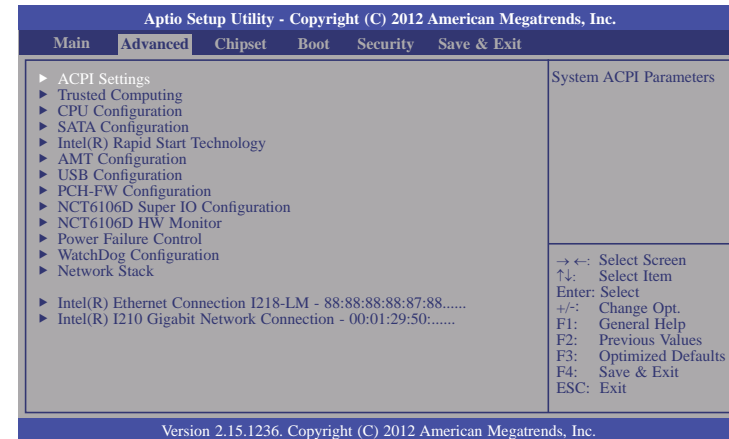 Aptio Setup Utility - Copyright (C) 2012 American Megatrends, Inc.
Main Advanced Chipset Boot Security Save & Exit
► ACPI Settings
► Trusted Computing
► CPU Configuration
► SATA Configuration
► Intel(R) Rapid Start Technology
► AMT Configuration
► USB Configuration
► PCH-FW Configuration
► NCT6106D Super IO Configuration
► NCT6106D HW Monitor
► Power Failure Control
► WatchDog Configuration
► Network Stack
► Intel(R) Ethernet Connection I218-LM - 88:88:88:88:87:88......
► Intel(R) I210 Gigabit Network Connection - 00:01:29:50:......
System ACPI Parameters
→ ←: Select Screen
↑↓: Select Item
Enter: Select
+/-: Change Opt.
F1: General Help
F2: Previous Values
F3: Optimized Defaults
F4: Save & Exit
ESC: Exit
Version 2.15.1236. Copyright (C) 2012 American Megatrends, Inc.